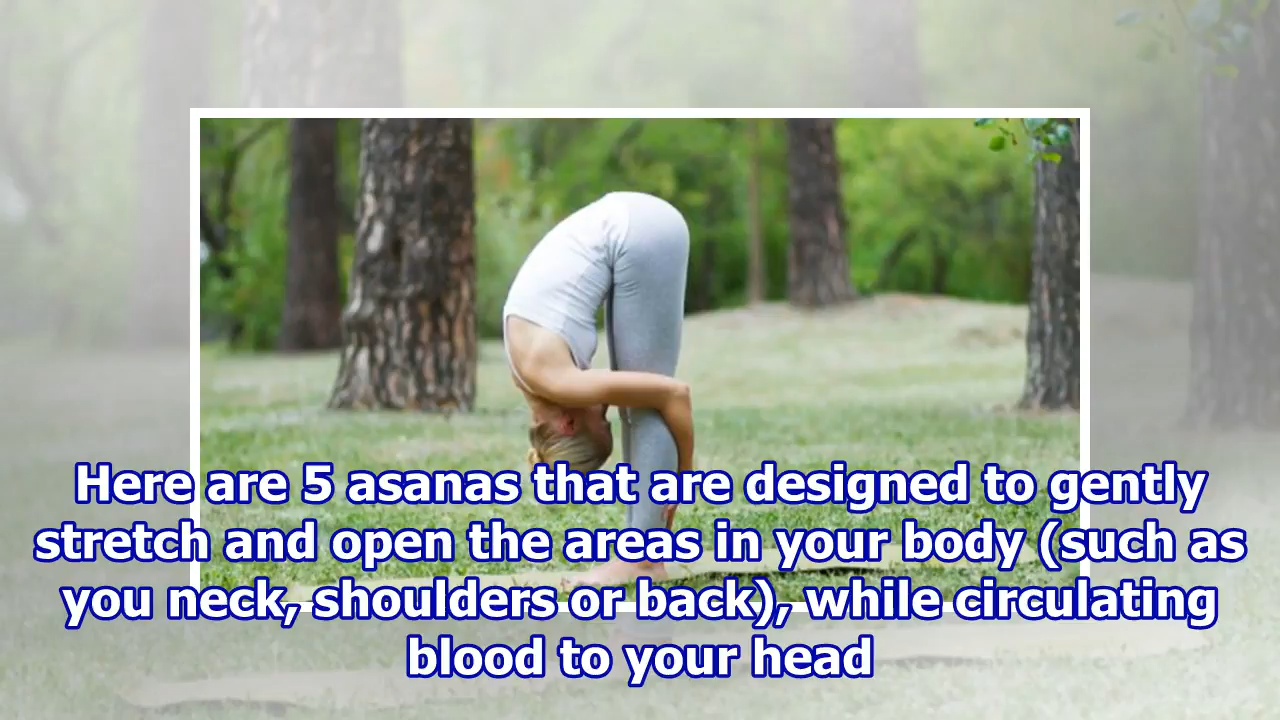 Here are 5 asanas that are designed to gently
stretch and open the areas in your body (such as
you neck, shoulders or back), while circulating
blood to your head